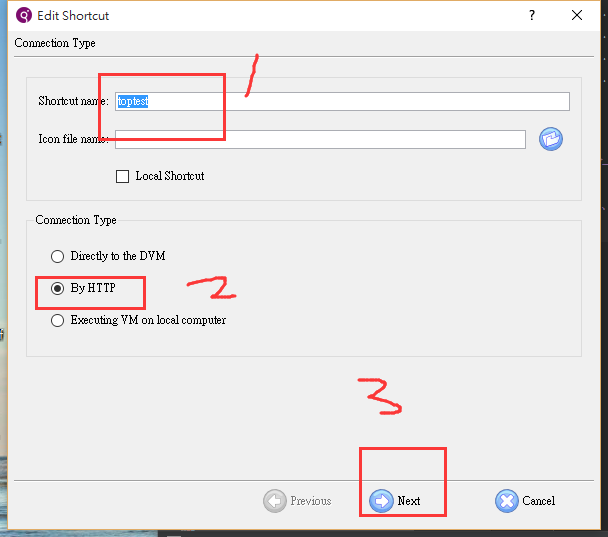 Edit Shortcut
?
Connection Type
1
Shortcut name: toptest
Icon file name:
Local Shortcut
Connection Type
Directly to the DVM
By HTTP
2
Executing VM on local computer
3
Previous
Next
Cancel